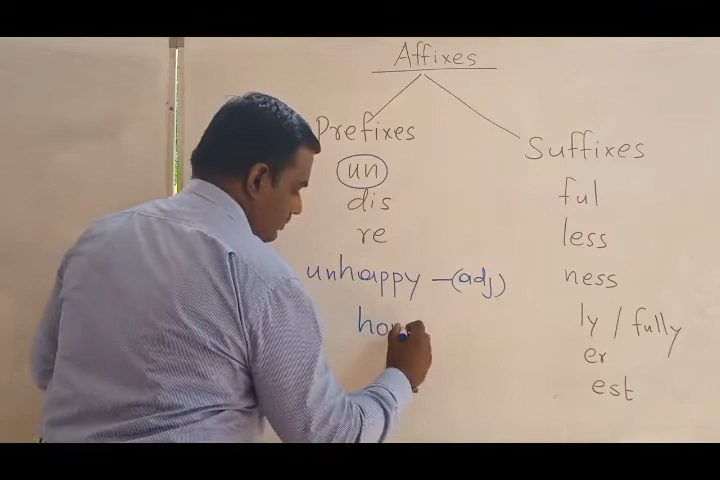 Affixes
Prefixes
un
dis
re
unhappy –(adj)
Suffixes
ful
less
ness
ly / fully
er
est